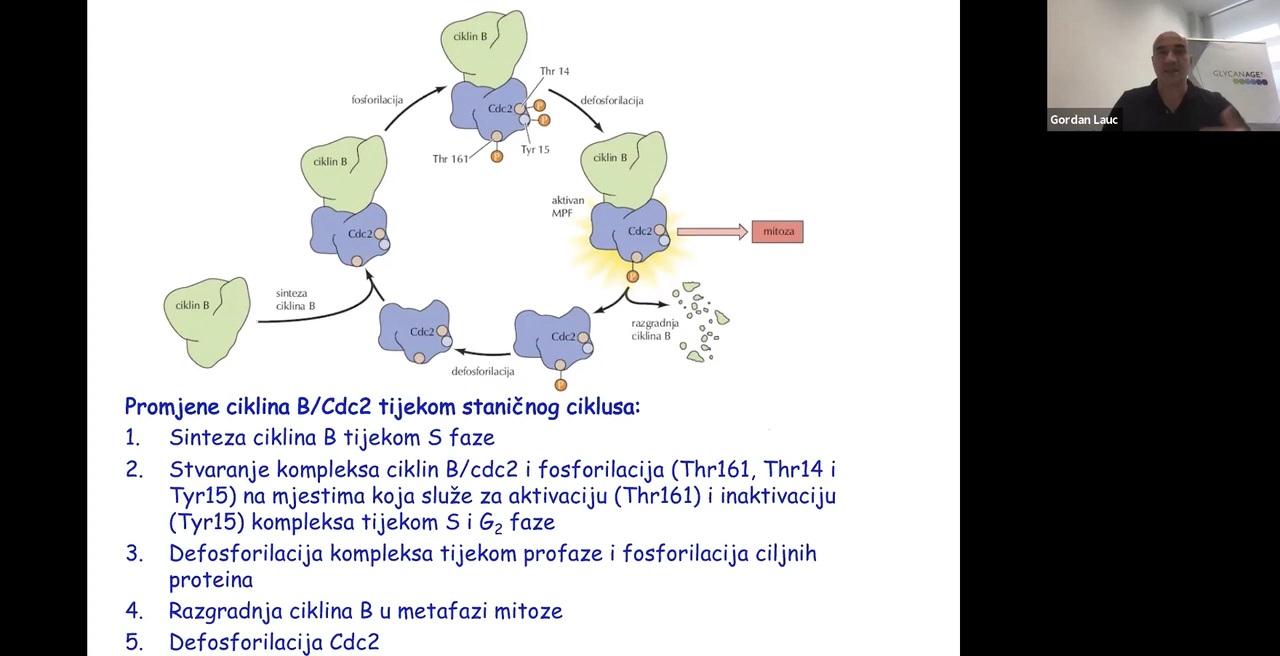 ciklin B
Thr 14
fosforilacija
Cdc2
P
defosforilacija
P
Thr 161
P
Tyr 15
ciklin B
ciklin B
aktivan
MPF
Cdc2
Cdc2
mitoza
P
ciklin B
sinteza
ciklina B
Cdc2
Cdc2
razgradnja
ciklina B
defosforilacija
P
Promjene ciklina B/Cdc2 tijekom staničnog ciklusa:
1. Sinteza ciklina B tijekom S faze
2. Stvaranje kompleksa ciklin B/cdc2 i fosforilacija (Thr161, Thr14 i
Tyr15) na mjestima koja služe za aktivaciju (Thr161) i inaktivaciju
(Tyr15) kompleksa tijekom S i G₂ faze
3. Defosforilacija kompleksa tijekom profaze i fosforilacija ciljnih
proteina
4. Razgradnja ciklina B u metafazi mitoze
5. Defosforilacija Cdc2
GLYCANAGE
Gordan Lauc